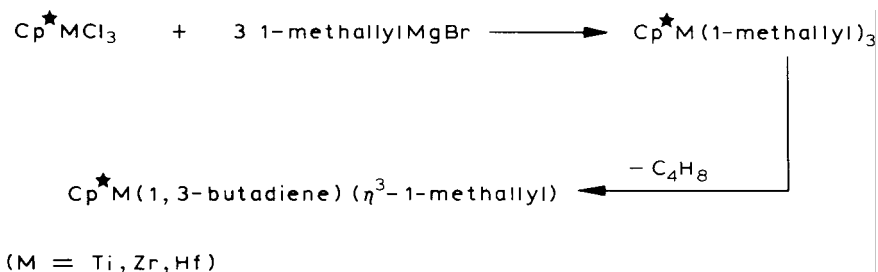 Cp★MCl₃ + 3 1-methallylMgBr ⟶ Cp★M(1-methallyl)₃
− C₄H₈
Cp★M(1,3-butadiene)(η³-1-methallyl)
(M = Ti, Zr, Hf)